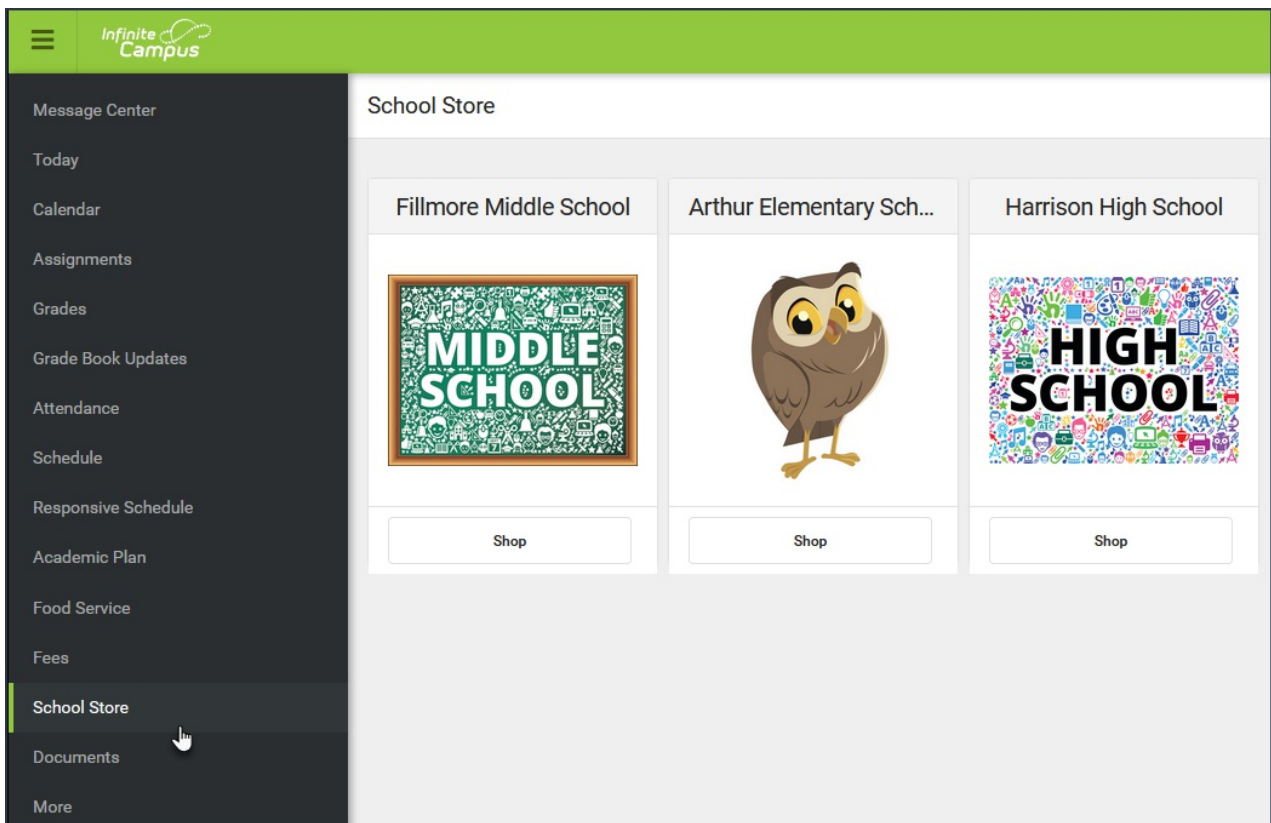 Infinite
Campus
Message Center
Today
Calendar
Assignments
Grades
Grade Book Updates
Attendance
Schedule
Responsive Schedule
Academic Plan
Food Service
Fees
School Store
Documents
More
School Store
Fillmore Middle School
MIDDLE
SCHOOL
Shop
Arthur Elementary Sch...
Shop
Harrison High School
HIGH
SCHOOL
Shop